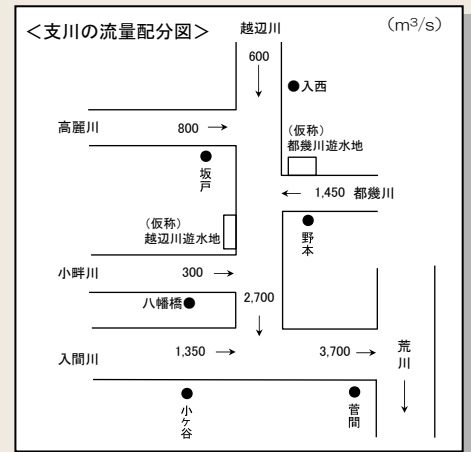 ＜支川の流量配分図＞
越辺川
（m³/s）
600
入西
高麗川
800
（仮称）
都幾川遊水地
坂戸
1,450
都幾川
（仮称）
越辺川遊水地
野本
小畔川
300
八幡橋
2,700
入間川
1,350
3,700
荒川
小ケ谷
菅間